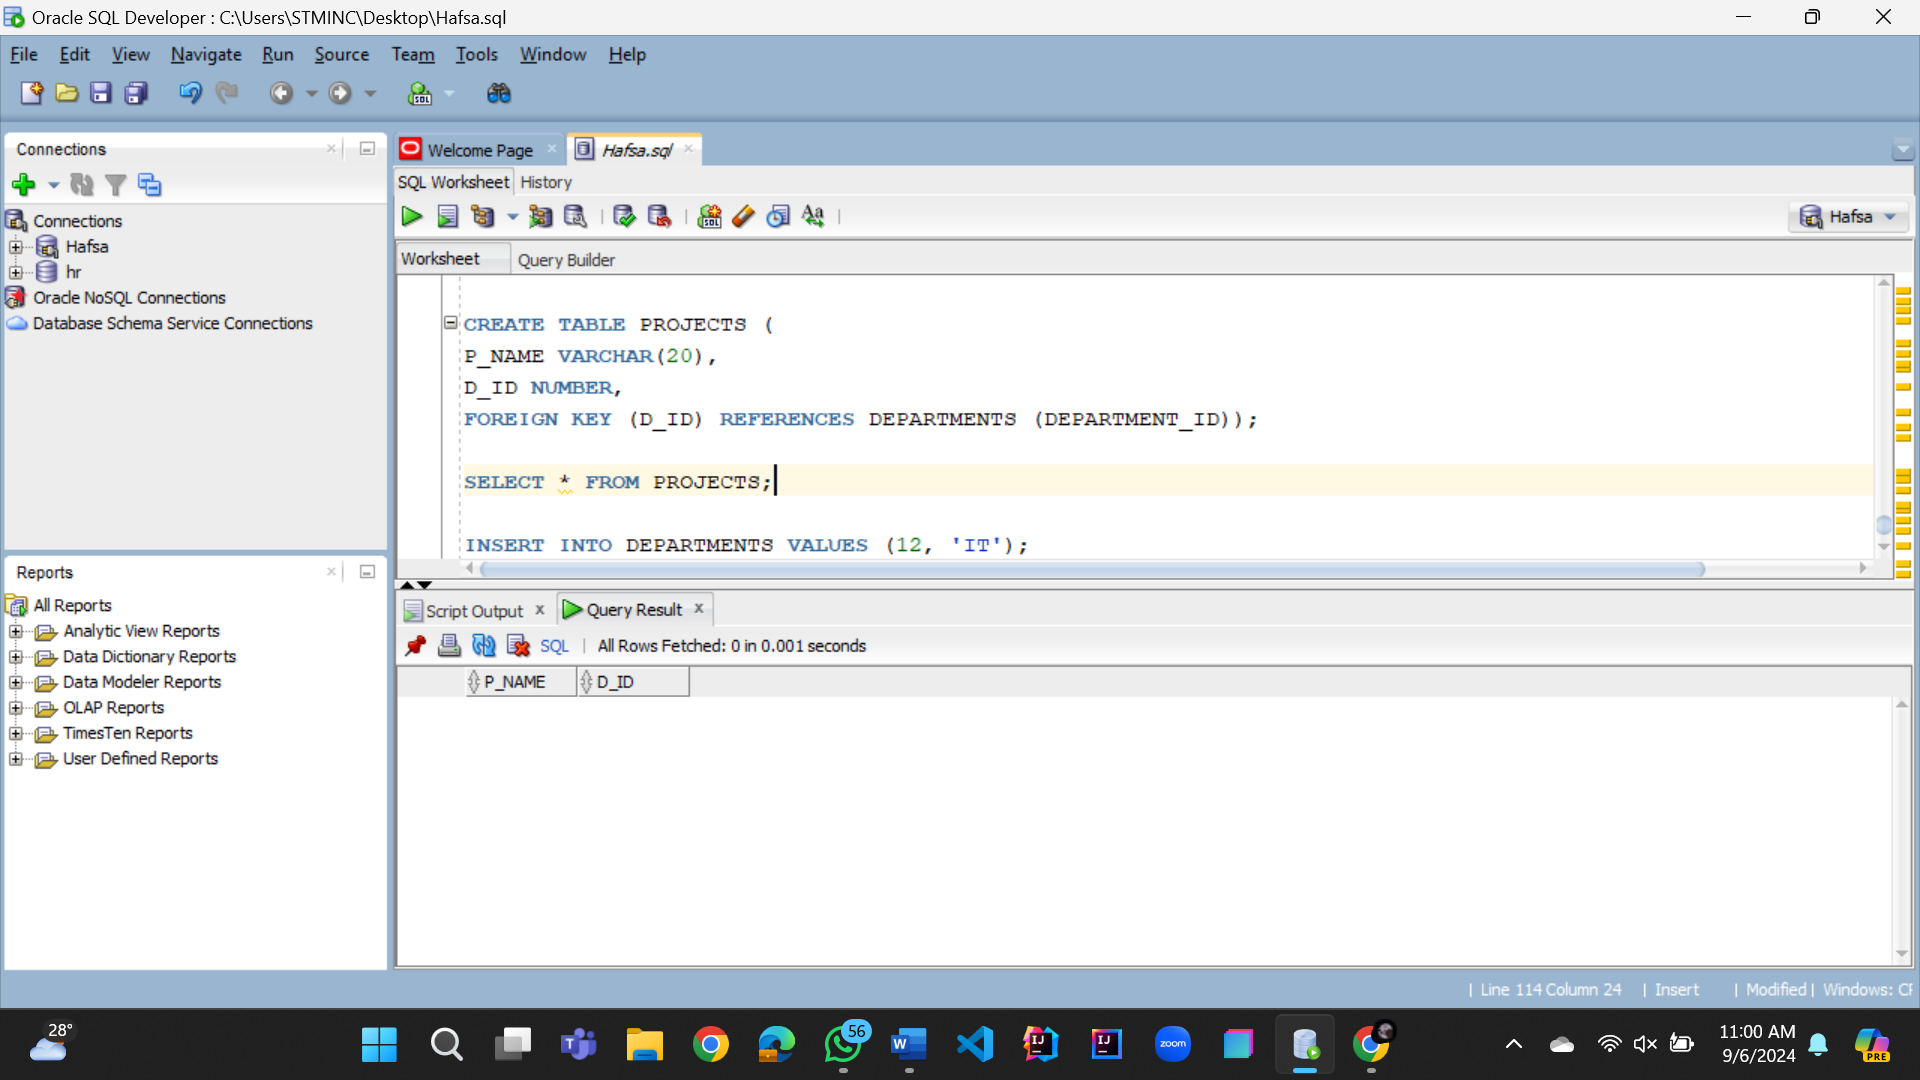 Oracle SQL Developer : C:\Users\STMINC\Desktop\Hafsa.sql
File Edit View Navigate Run Source Team Tools Window Help
Connections
Connections
Hafsa
hr
Oracle NoSQL Connections
Database Schema Service Connections
Reports
All Reports
Analytic View Reports
Data Dictionary Reports
Data Modeler Reports
OLAP Reports
TimesTen Reports
User Defined Reports
Welcome Page Hafsa.sql
SQL Worksheet History
Hafsa
Worksheet Query Builder
CREATE TABLE PROJECTS (
P_NAME VARCHAR(20),
D_ID NUMBER,
FOREIGN KEY (D_ID) REFERENCES DEPARTMENTS (DEPARTMENT_ID));
SELECT * FROM PROJECTS;
INSERT INTO DEPARTMENTS VALUES (12, 'IT');
Script Output x Query Result x
SQL | All Rows Fetched: 0 in 0.001 seconds
P_NAME D_ID
| Line 114 Column 24 | Insert | Modified | Windows: CF
28°
56
zoom
11:00 AM
9/6/2024
PRE